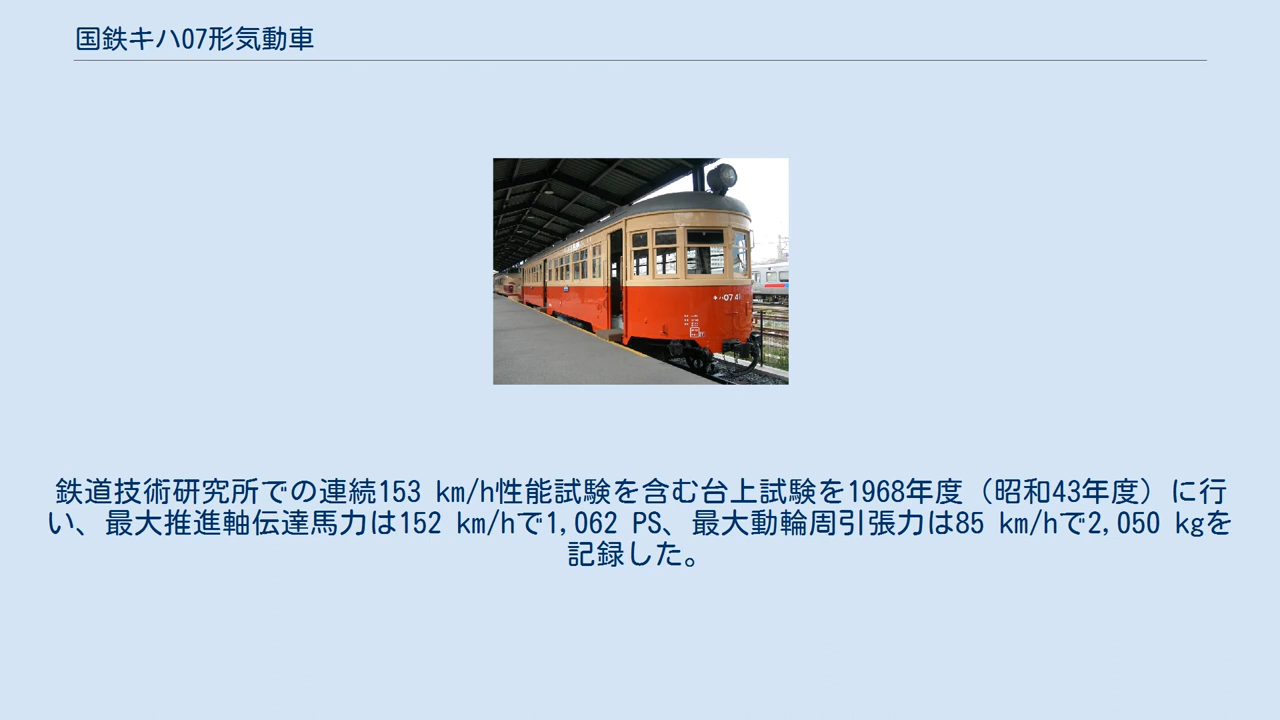 国鉄キハ07形気動車
キハ07 41
鉄道技術研究所での連続153 km/h性能試験を含む台上試験を1968年度（昭和43年度）に行
い、最大推進軸伝達馬力は152 km/hで1,062 PS、最大動輪周引張力は85 km/hで2,050 kgを
記録した。